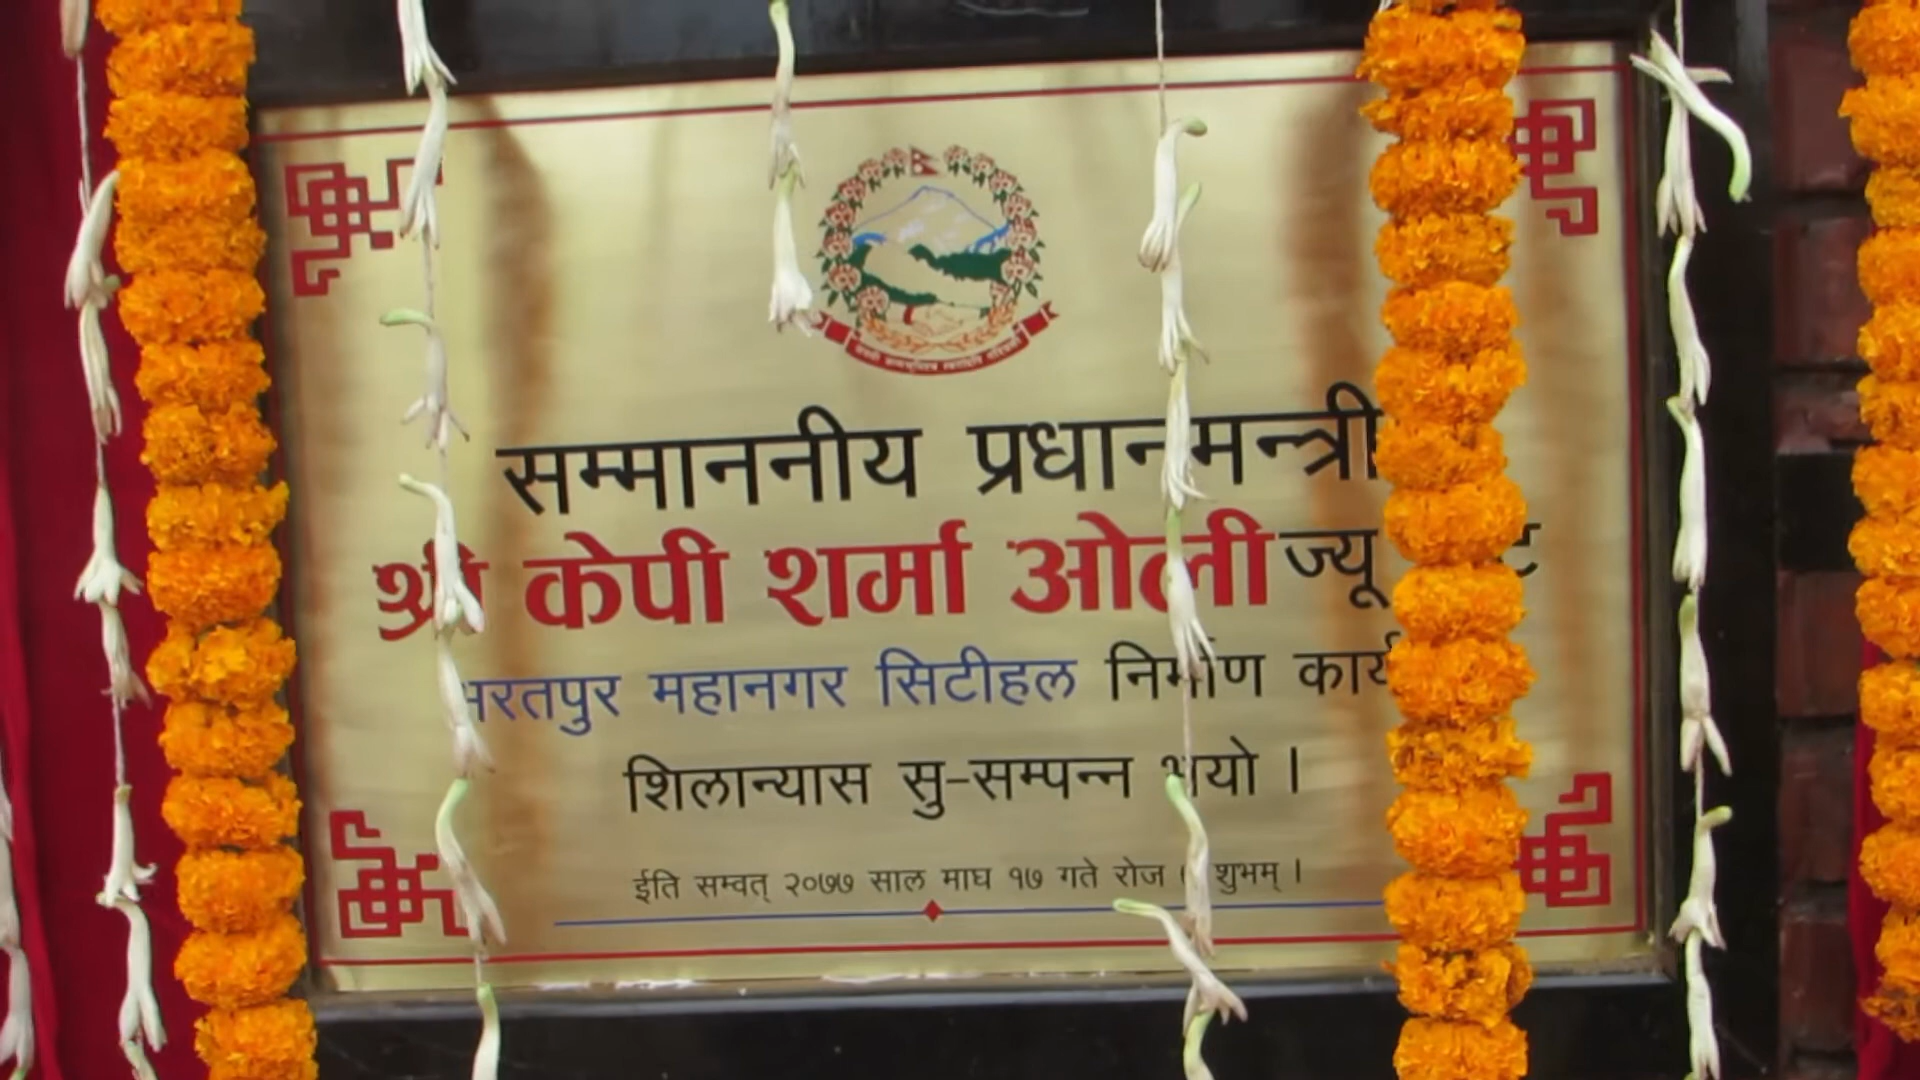 सम्माननीय प्रधानमन्त्री
श्री केपी शर्मा ओली ज्यू
भरतपुर महानगर सिटीहल निर्माण कार्य
शिलान्यास सु-सम्पन्न भयो ।
ईति सम्वत् २०७७ साल माघ १७ गते रोज शुभम् ।